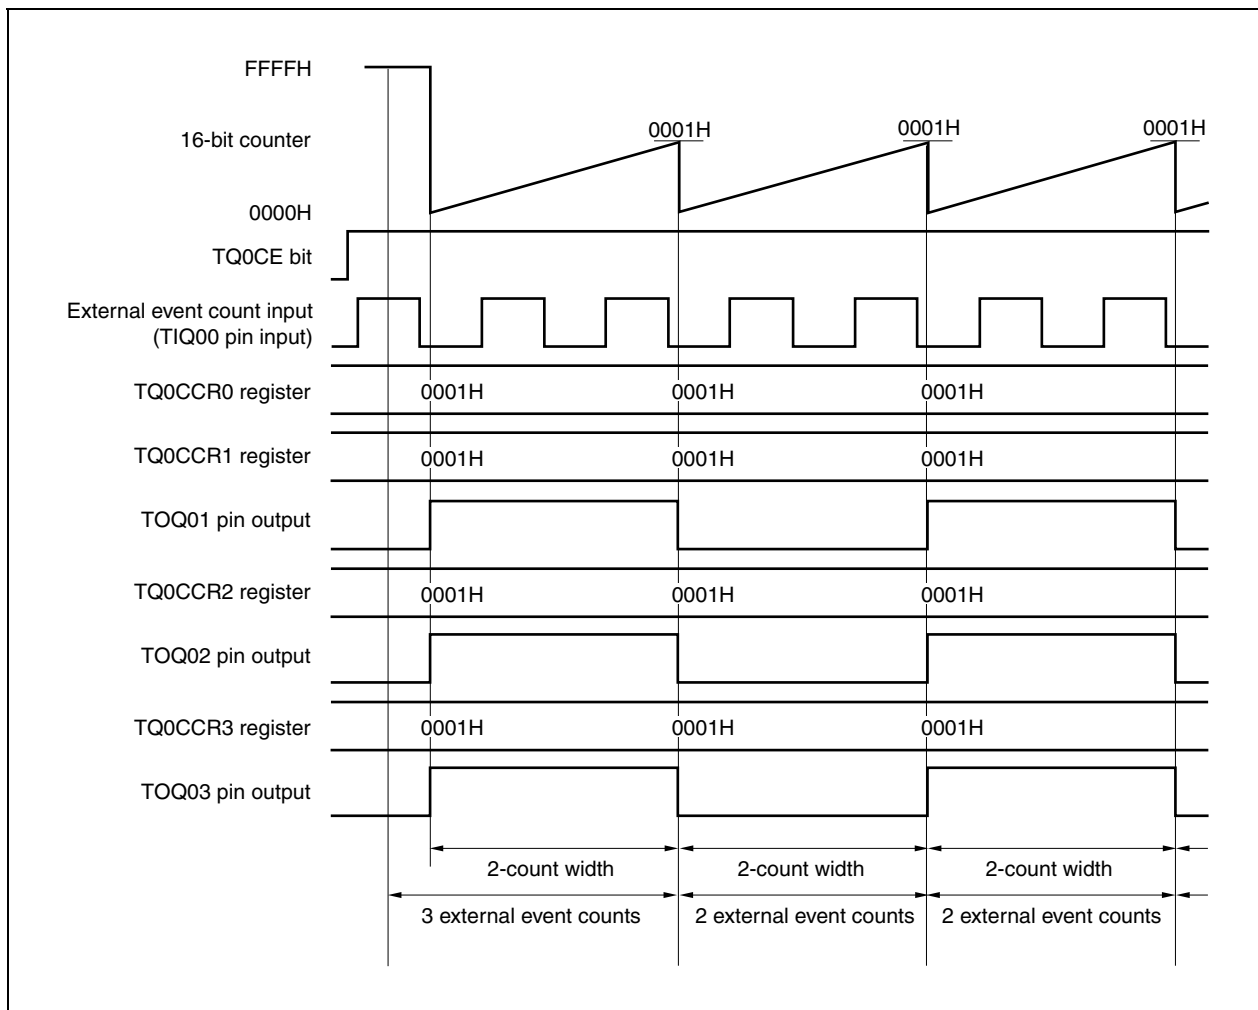 FFFFH
16-bit counter
0001H 0001H 0001H
0000H
TQ0CE bit
External event count input
(TIQ00 pin input)
TQ0CCR0 register 0001H 0001H 0001H
TQ0CCR1 register 0001H 0001H 0001H
TOQ01 pin output
TQ0CCR2 register 0001H 0001H 0001H
TOQ02 pin output
TQ0CCR3 register 0001H 0001H 0001H
TOQ03 pin output
2-count width 2-count width 2-count width
3 external event counts 2 external event counts 2 external event counts